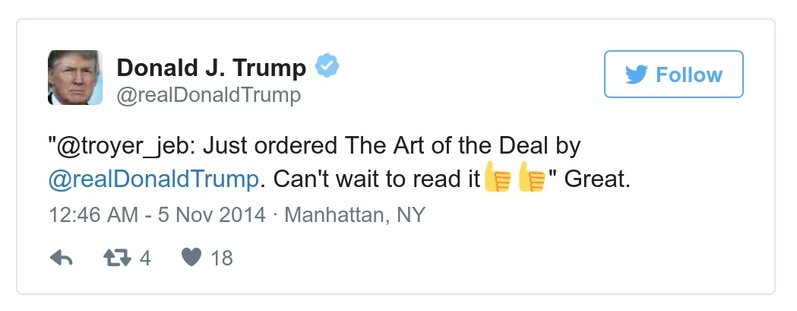 Donald J. Trump
@realDonaldTrump
Follow
"@troyer_jeb: Just ordered The Art of the Deal by
@realDonaldTrump. Can't wait to read it👍👍" Great.
12:46 AM - 5 Nov 2014 · Manhattan, NY
4 18